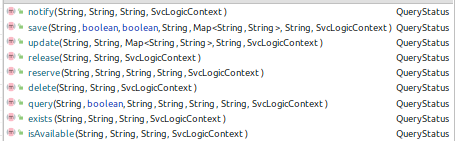 notify(String, String, String, SvcLogicContext) QueryStatus
save(String, boolean, boolean, String, Map<String, String>, String, SvcLogicContext) QueryStatus
update(String, String, Map<String, String>, String, SvcLogicContext) QueryStatus
release(String, String, SvcLogicContext) QueryStatus
reserve(String, String, String, String, SvcLogicContext) QueryStatus
delete(String, String, SvcLogicContext) QueryStatus
query(String, boolean, String, String, String, String, SvcLogicContext) QueryStatus
exists(String, String, String, SvcLogicContext) QueryStatus
isAvailable(String, String, String, SvcLogicContext) QueryStatus